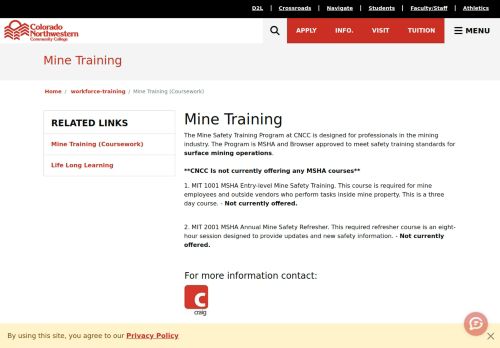 D2L | Crossroads | Navigate | Students | Faculty/Staff | Athletics
Colorado
Northwestern
Community College
APPLY INFO. VISIT TUITION MENU
Mine Training
Home / workforce-training / Mine Training (Coursework)
RELATED LINKS
Mine Training (Coursework)
Life Long Learning
Mine Training
The Mine Safety Training Program at CNCC is designed for professionals in the mining
industry. The Program is MSHA and Browser approved to meet safety training standards for
surface mining operations.
**CNCC Is not currently offering any MSHA courses**
1. MIT 1001 MSHA Entry-level Mine Safety Training. This course is required for mine
employees and outside vendors who perform tasks inside mine property. This is a three
day course. - Not currently offered.
2. MIT 2001 MSHA Annual Mine Safety Refresher. This required refresher course is an eight-
hour session designed to provide updates and new safety information. - Not currently
offered.
For more information contact:
craig
By using this site, you agree to our Privacy Policy
×